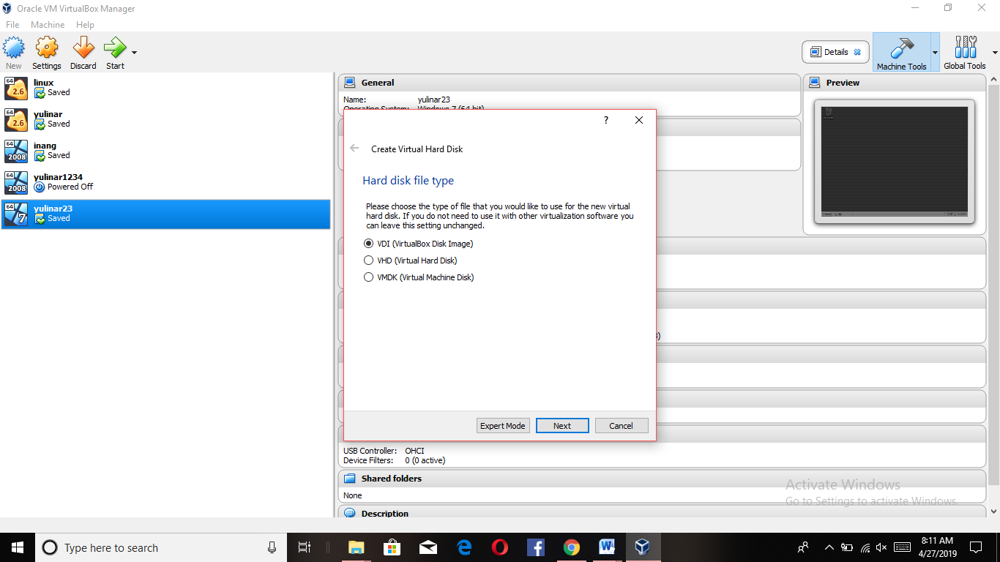 Oracle VM VirtualBox Manager
File Machine Help
New Settings Discard Start
Details
Machine Tools
Global Tools
64
2.6
linux
Saved
64
2.6
yulinar
Saved
64
2008
inang
Saved
64
2008
yulinar1234
Powered Off
64
7
yulinar23
Saved
General
Name: yulinar23
Operating System: Windows 7 (64 bit)
Preview
?
Create Virtual Hard Disk
Hard disk file type
Please choose the type of file that you would like to use for the new virtual
hard disk. If you do not need to use it with other virtualization software you
can leave this setting unchanged.
VDI (VirtualBox Disk Image)
VHD (Virtual Hard Disk)
VMDK (Virtual Machine Disk)
Expert Mode Next Cancel
USB Controller: OHCI
Device Filters: 0 (0 active)
Shared folders
None
Description
Activate Windows
Go to Settings to activate Windows.
Type here to search
8:11 AM
4/27/2019